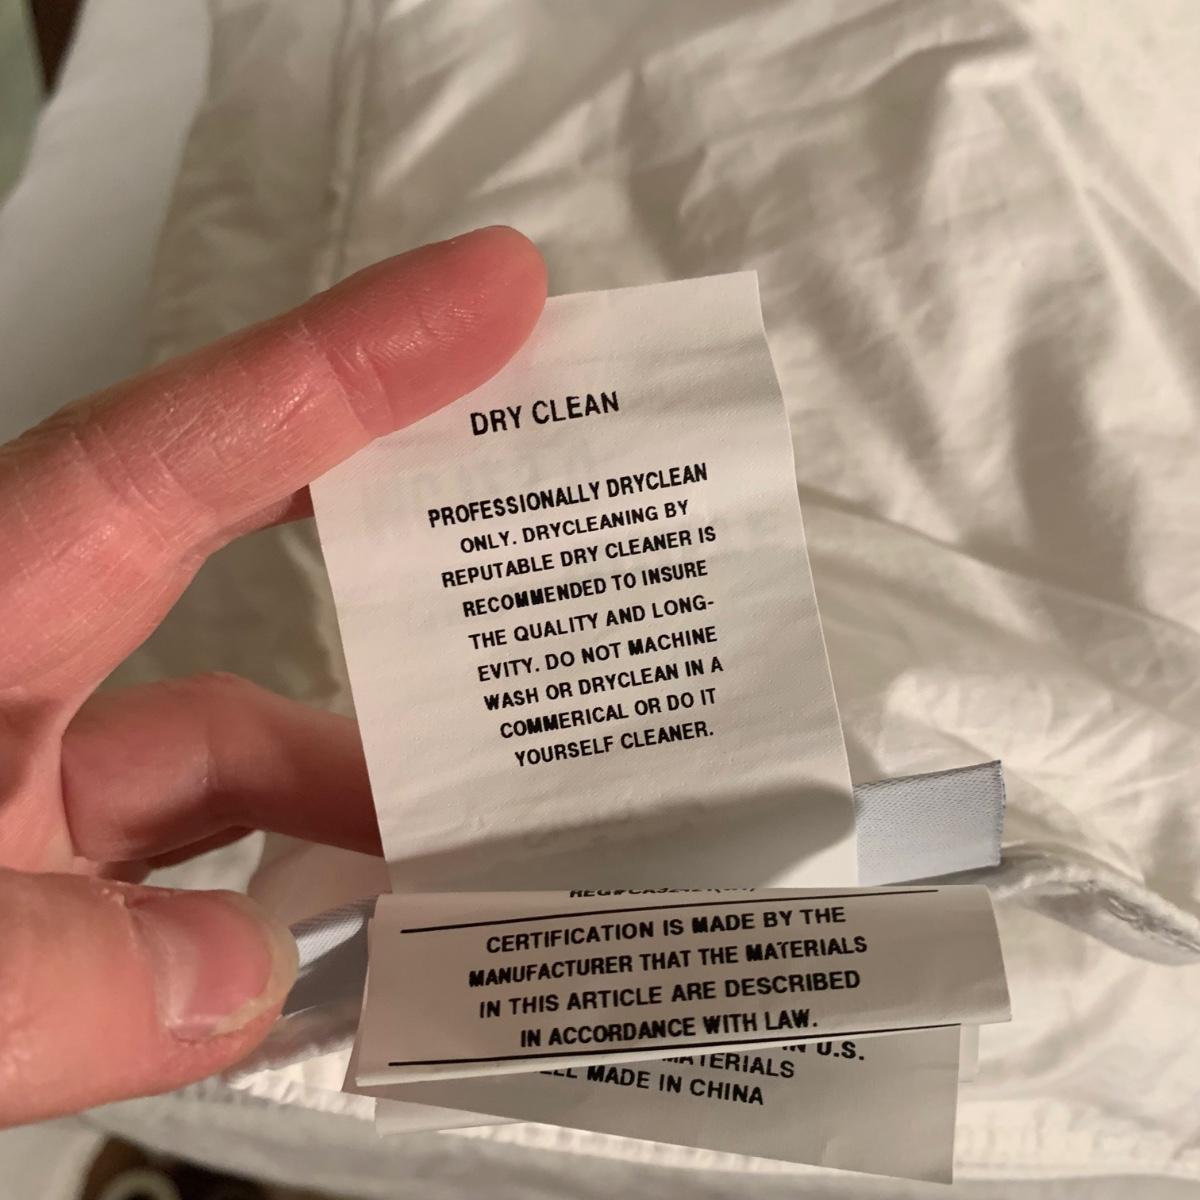 DRY CLEAN
PROFESSIONALLY DRYCLEAN
ONLY. DRYCLEANING BY
REPUTABLE DRY CLEANER IS
RECOMMENDED TO INSURE
THE QUALITY AND LONG-
EVITY. DO NOT MACHINE
WASH OR DRYCLEAN IN A
COMMERICAL OR DO IT
YOURSELF CLEANER.
CERTIFICATION IS MADE BY THE
MANUFACTURER THAT THE MATERIALS
IN THIS ARTICLE ARE DESCRIBED
IN ACCORDANCE WITH LAW.
IN U.S.
MATERIALS
MADE IN CHINA